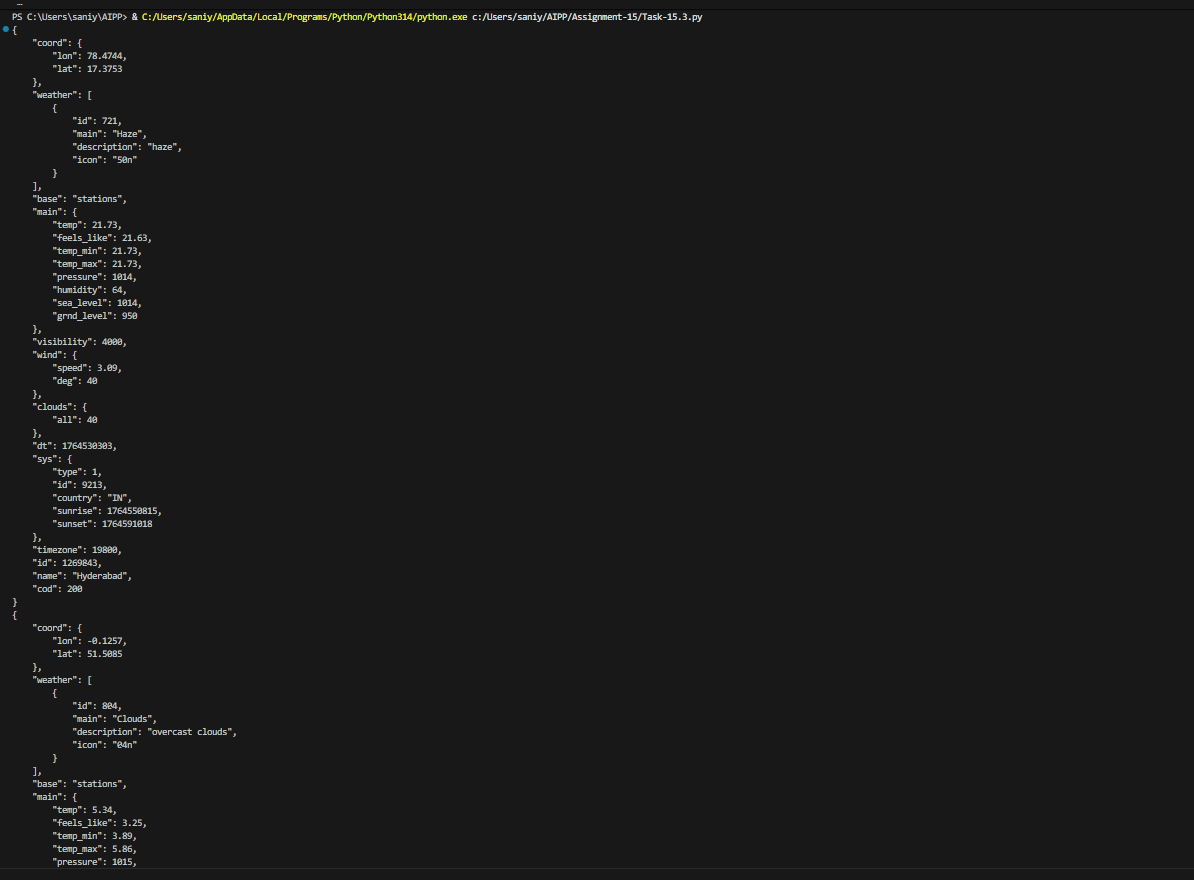 PS C:\Users\saniy\AIPP> & C:/Users/saniy/AppData/Local/Programs/Python/Python314/python.exe c:/Users/saniy/AIPP/Assignment-15/Task-15.3.py
{
    "coord": {
        "lon": 78.4744,
        "lat": 17.3753
    },
    "weather": [
        {
            "id": 721,
            "main": "Haze",
            "description": "haze",
            "icon": "50n"
        }
    ],
    "base": "stations",
    "main": {
        "temp": 21.73,
        "feels_like": 21.63,
        "temp_min": 21.73,
        "temp_max": 21.73,
        "pressure": 1014,
        "humidity": 64,
        "sea_level": 1014,
        "grnd_level": 950
    },
    "visibility": 4000,
    "wind": {
        "speed": 3.09,
        "deg": 40
    },
    "clouds": {
        "all": 40
    },
    "dt": 1764530303,
    "sys": {
        "type": 1,
        "id": 9213,
        "country": "IN",
        "sunrise": 1764550815,
        "sunset": 1764591018
    },
    "timezone": 19800,
    "id": 1269843,
    "name": "Hyderabad",
    "cod": 200
}
{
    "coord": {
        "lon": -0.1257,
        "lat": 51.5085
    },
    "weather": [
        {
            "id": 804,
            "main": "Clouds",
            "description": "overcast clouds",
            "icon": "04n"
        }
    ],
    "base": "stations",
    "main": {
        "temp": 5.34,
        "feels_like": 3.25,
        "temp_min": 3.89,
        "temp_max": 5.86,
        "pressure": 1015,